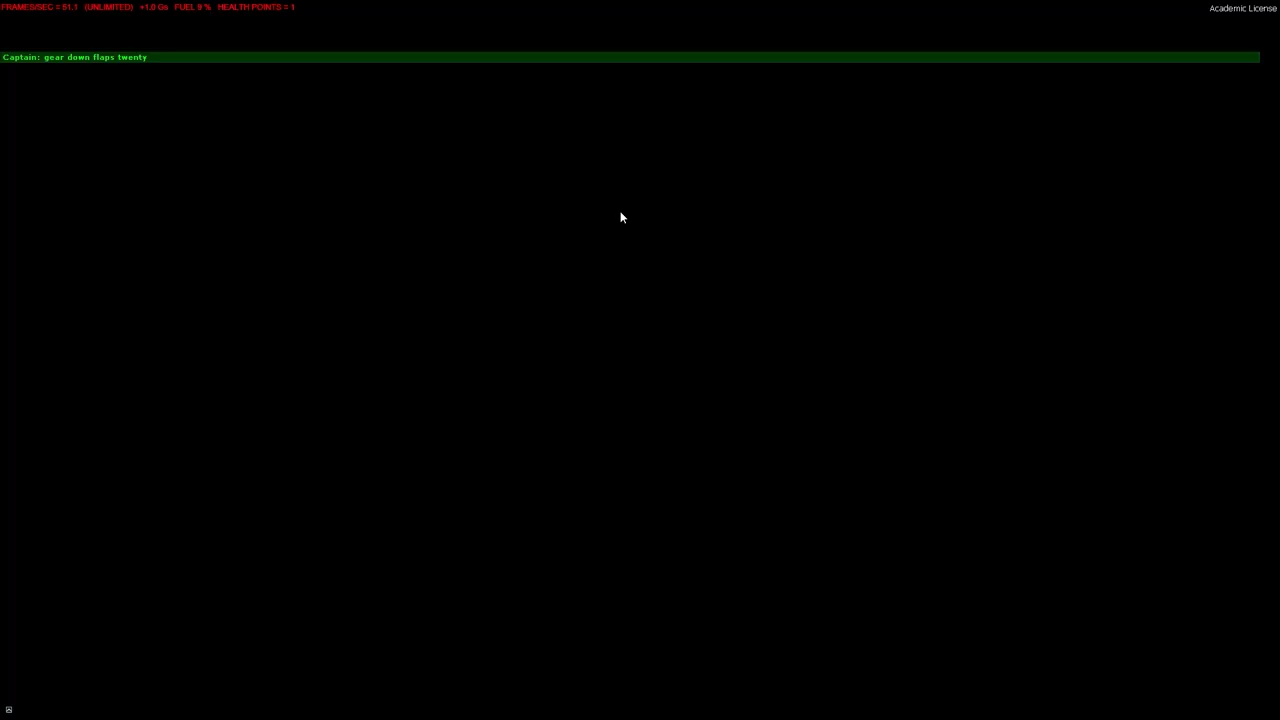 FRAMES/SEC = 51.1 (UNLIMITED) +1.0 Gs FUEL 9 % HEALTH POINTS = 1
Academic License
Captain: gear down flaps twenty